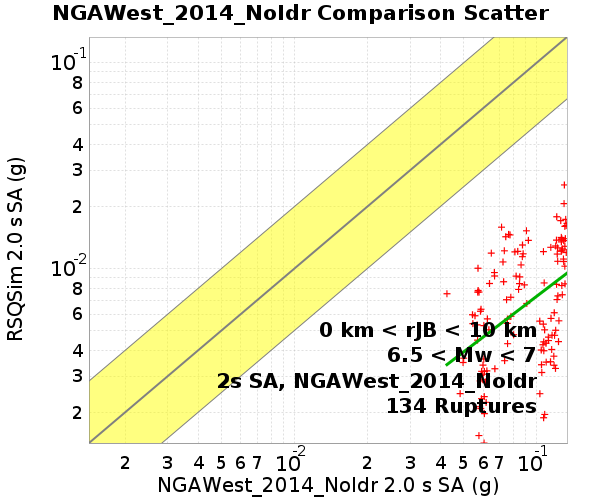 NGAWest_2014_NoIdr Comparison Scatter
RSQSim 2.0 s SA (g)
10-1
8
6
4
3
2
10-2
8
6
4
3
2
0 km < rJB < 10 km
6.5 < Mw < 7
2s SA, NGAWest_2014_NoIdr
134 Ruptures
2 3 4 5 6 7 10-2 2 3 4 5 6 7 10-1
NGAWest_2014_NoIdr 2.0 s SA (g)